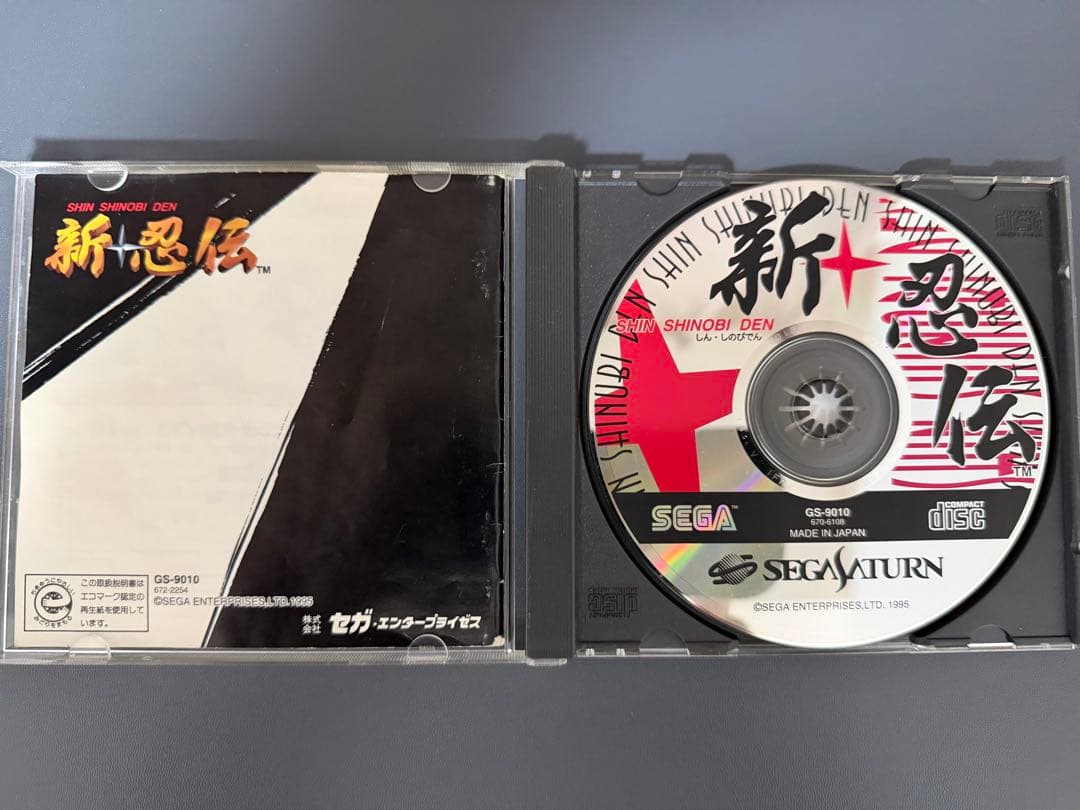 SHIN SHINOBI DEN
新忍伝 TM
この取扱説明書は
エコマーク認定の
再生紙を使用して
います。
GS-9010
672-2254
©SEGA ENTERPRISES,LTD. 1995
株式会社 セガ・エンタープライゼス
SHIN SHINOBI DEN SHIN SHINOBI DEN
新忍伝 TM
SHIN SHINOBI DEN
しん・しのびでん
SEGA TM
GS-9010
670-6108
MADE IN JAPAN
COMPACT
disc
SEGA SATURN
©SEGA ENTERPRISES,LTD. 1995